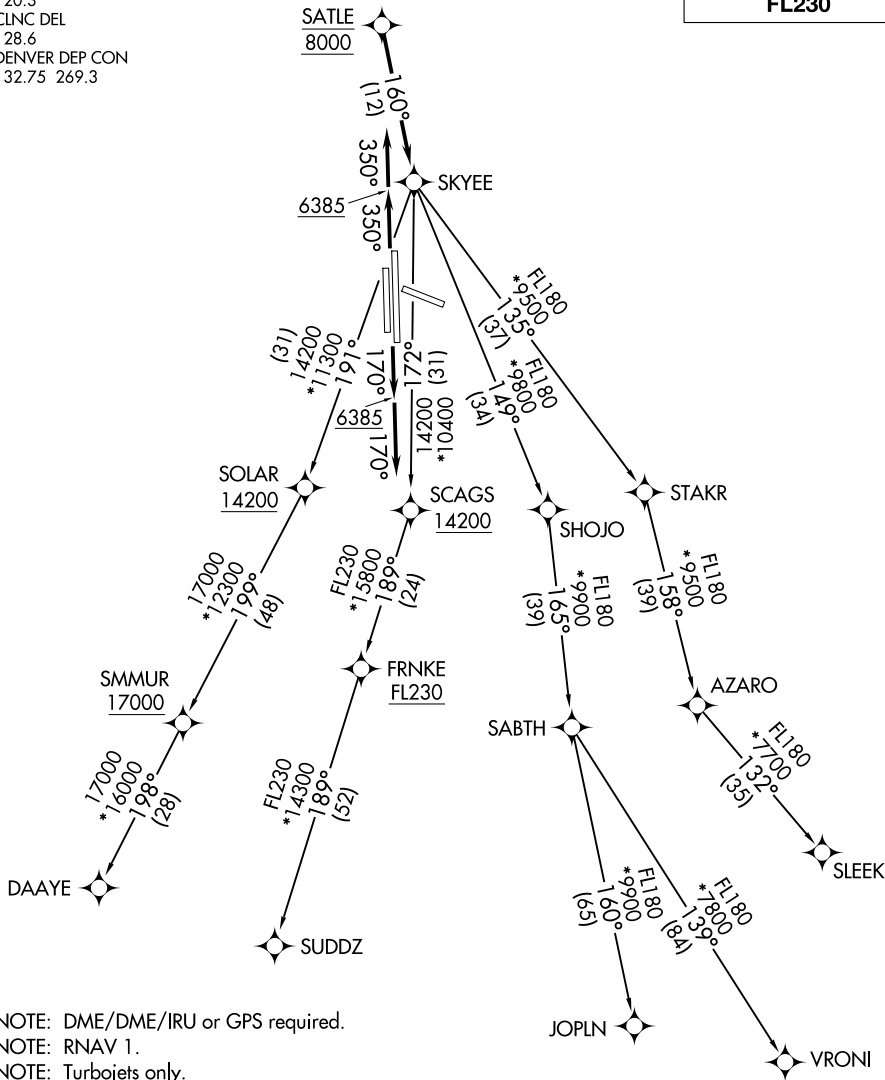 20.3
CLNC DEL
28.6
DENVER DEP CON
32.75 269.3
FL230
SATLE
8000
160°
(12)
SKYEE
350°
6385
350°
FL180
*9500
135°
(37)
FL180
*9800
149°
(34)
(31)
14200
*11300
191°
170°
172°
(31)
14200
*10400
6385
170°
SOLAR
14200
SCAGS
14200
SHOJO
STAKR
17000
*12300
199°
(48)
FL230
*15800
189°
(24)
FL180
*9900
165°
(39)
FL180
*9500
158°
(39)
SMMUR
17000
FRNKE
FL230
SABTH
AZARO
17000
*16000
198°
(28)
FL230
*14300
189°
(52)
FL180
*7700
132°
(35)
DAAYE
SUDDZ
SLEEK
FL180
*9900
160°
(65)
FL180
*7800
139°
(84)
JOPLN
VRONI
NOTE: DME/DME/IRU or GPS required.
NOTE: RNAV 1.
NOTE: Turbojets only.